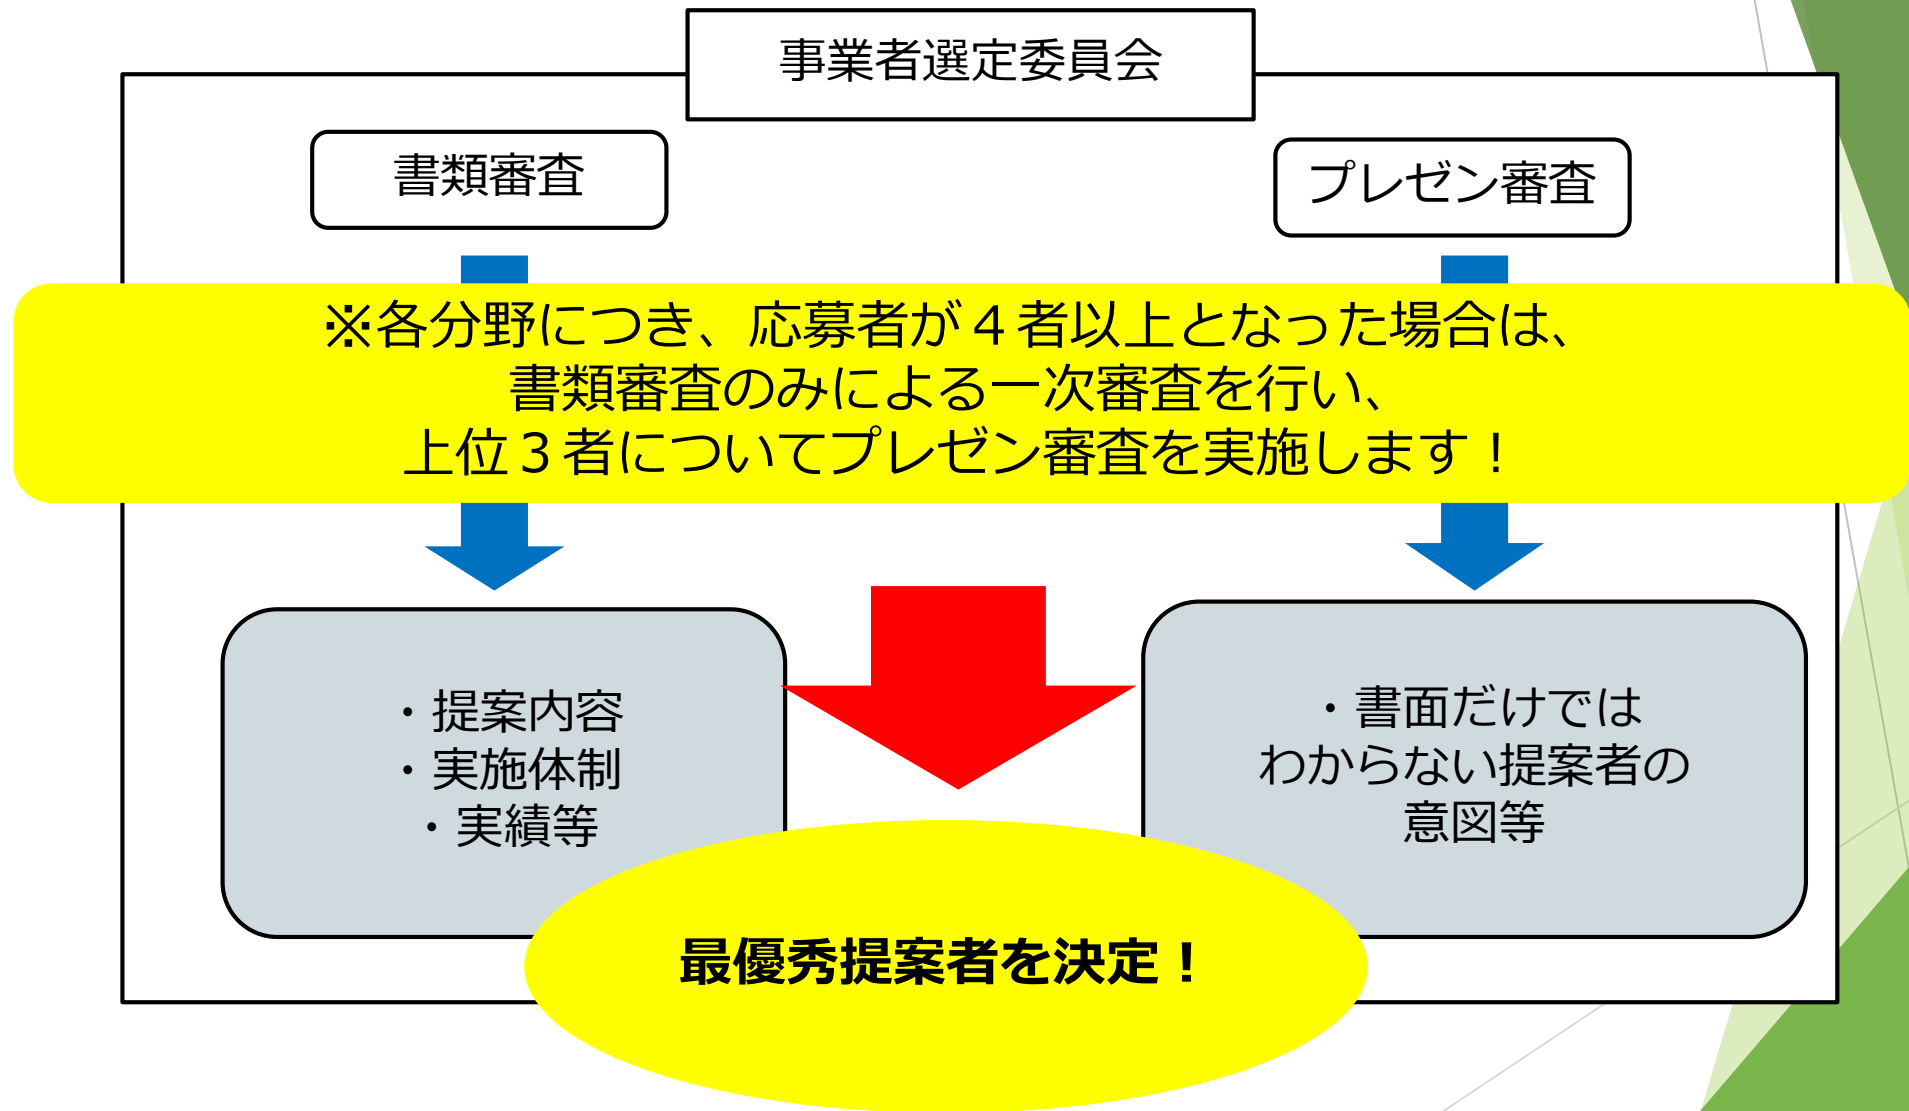 事業者選定委員会
書類審査
プレゼン審査
※各分野につき、応募者が４者以上となった場合は、
書類審査のみによる一次審査を行い、
上位３者についてプレゼン審査を実施します！
・提案内容
・実施体制
・実績等
・書面だけでは
わからない提案者の
意図等
最優秀提案者を決定！